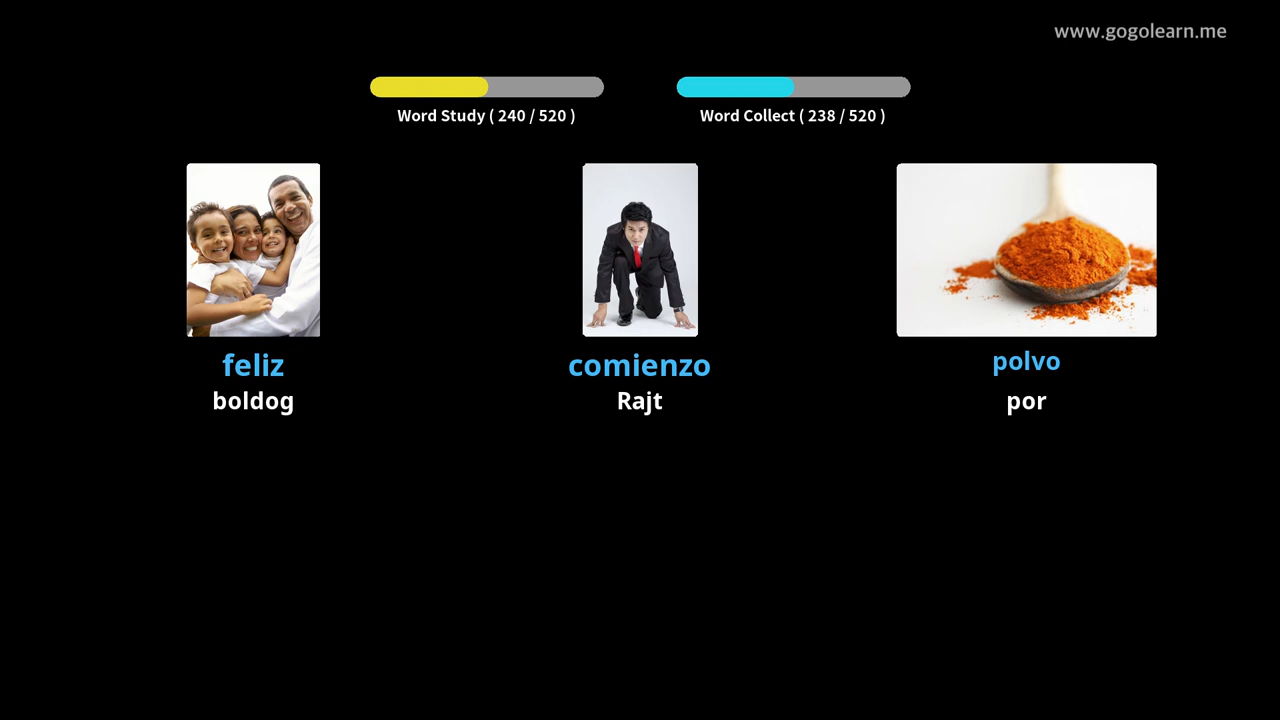 www.gogolearn.me
Word Study ( 240 / 520 )
Word Collect ( 238 / 520 )
feliz
boldog
comienzo
Rajt
polvo
por